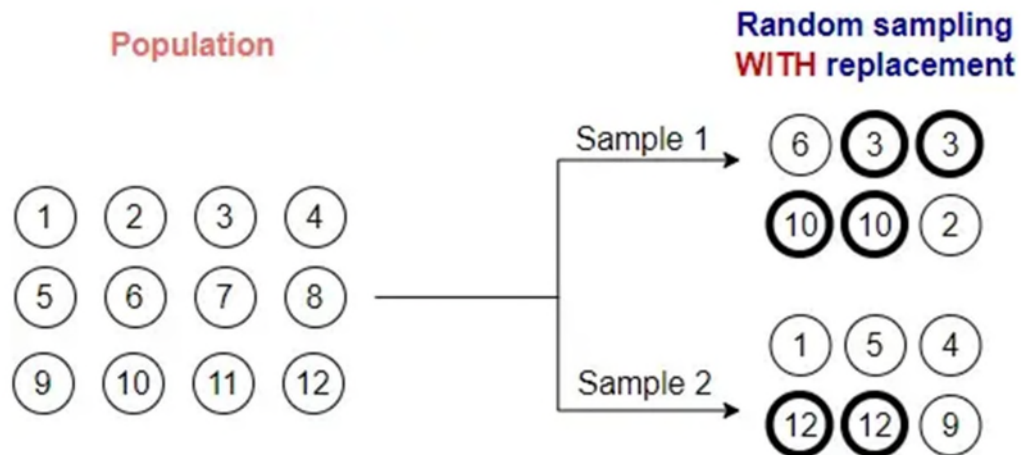 Population
Random sampling
WITH replacement
1 2 3 4
5 6 7 8
9 10 11 12
Sample 1
6 3 3
10 10 2
Sample 2
1 5 4
12 12 9